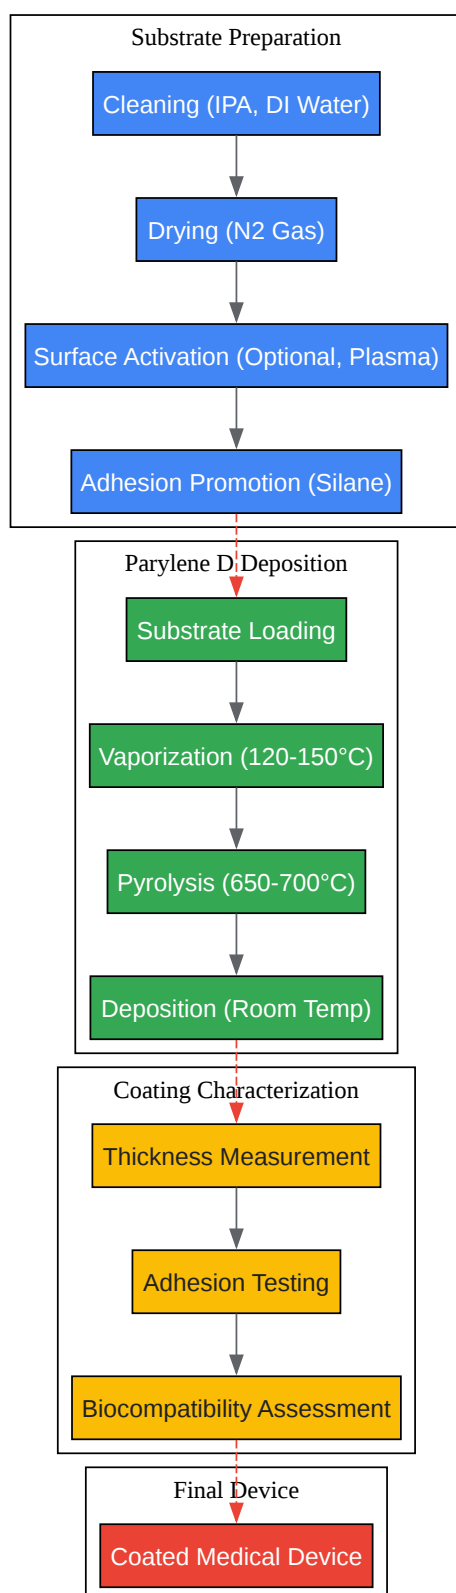 Substrate Preparation
Cleaning (IPA, DI Water)
Drying (N2 Gas)
Surface Activation (Optional, Plasma)
Adhesion Promotion (Silane)
Parylene D Deposition
Substrate Loading
Vaporization (120-150°C)
Pyrolysis (650-700°C)
Deposition (Room Temp)
Coating Characterization
Thickness Measurement
Adhesion Testing
Biocompatibility Assessment
Final Device
Coated Medical Device